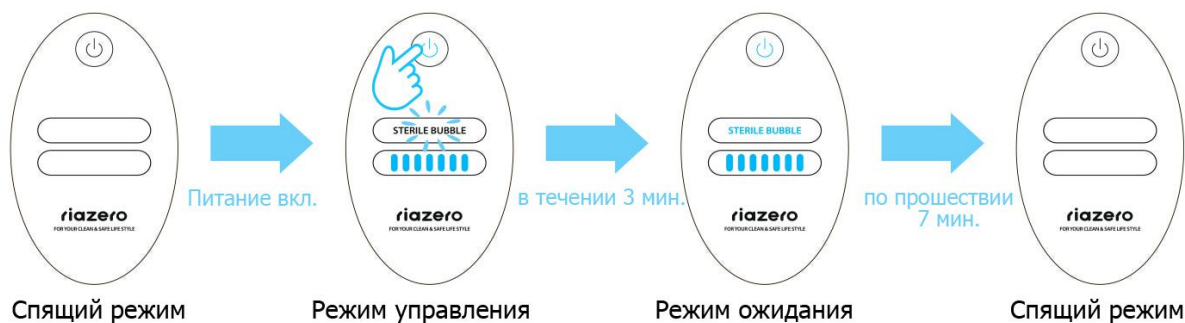 STERILE BUBBLE
STERILE BUBBLE
Питание вкл.
в течении 3 мин.
по прошествии
7 мин.
riazero
FOR YOUR CLEAN & SAFE LIFE STYLE
riazero
FOR YOUR CLEAN & SAFE LIFE STYLE
riazero
FOR YOUR CLEAN & SAFE LIFE STYLE
riazero
FOR YOUR CLEAN & SAFE LIFE STYLE
Спящий режим
Режим управления
Режим ожидания
Спящий режим